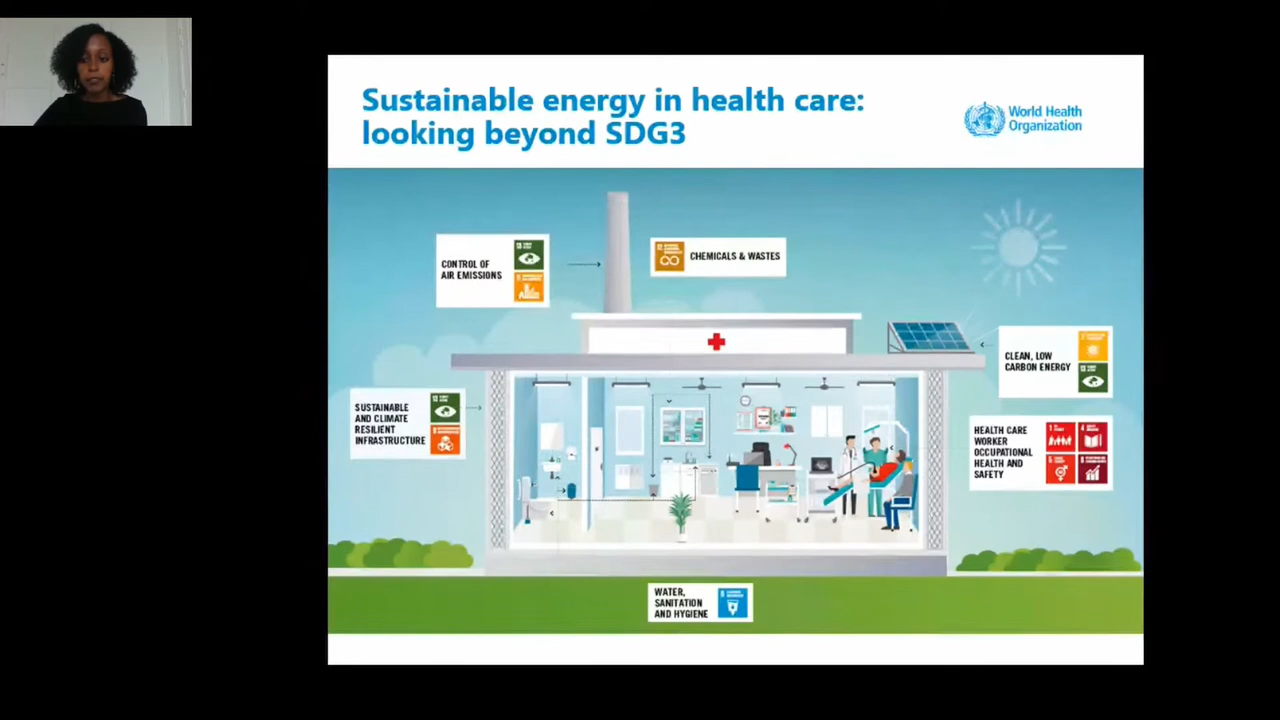 Sustainable energy in health care:
looking beyond SDG3
World Health
Organization
CONTROL OF
AIR EMISSIONS
CHEMICALS & WASTES
CLEAN, LOW
CARBON ENERGY
SUSTAINABLE
AND CLIMATE
RESILIENT
INFRASTRUCTURE
HEALTH CARE
WORKER
OCCUPATIONAL
HEALTH AND
SAFETY
WATER,
SANITATION
AND HYGIENE